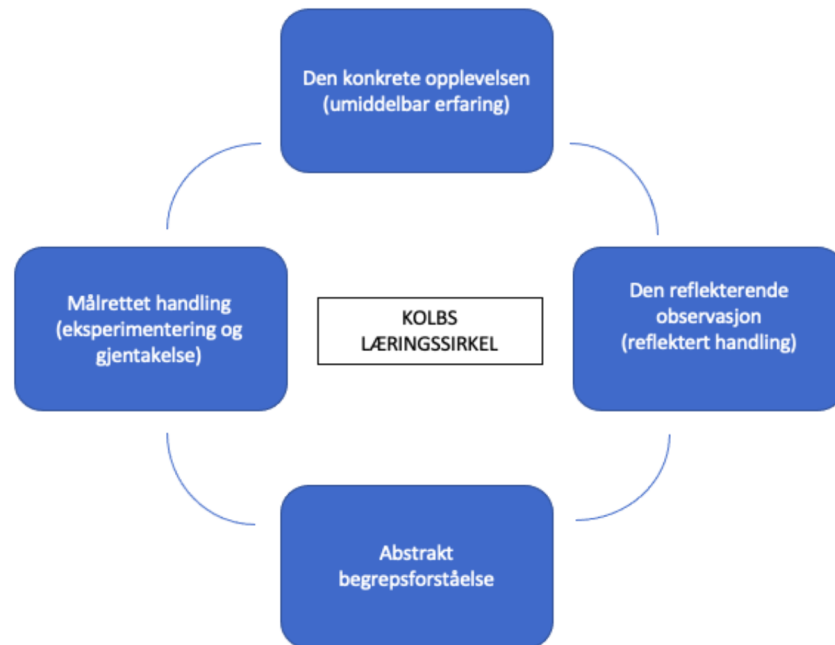 Den konkrete opplevelsen
(umiddelbar erfaring)
Målrettet handling
(eksperimentering og
gjentakelse)
KOLBS
LÆRINGSSIRKEL
Den reflekterende
observasjon
(reflektert handling)
Abstrakt
begrepsforståelse